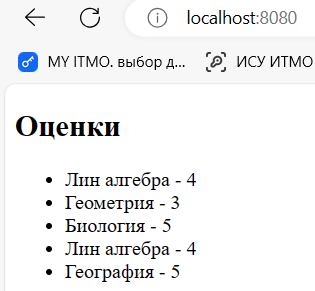 localhost:8080
MY ITMO. выбор д... ИСУ ИТМО
Оценки
Лин алгебра - 4
Геометрия - 3
Биология - 5
Лин алгебра - 4
География - 5